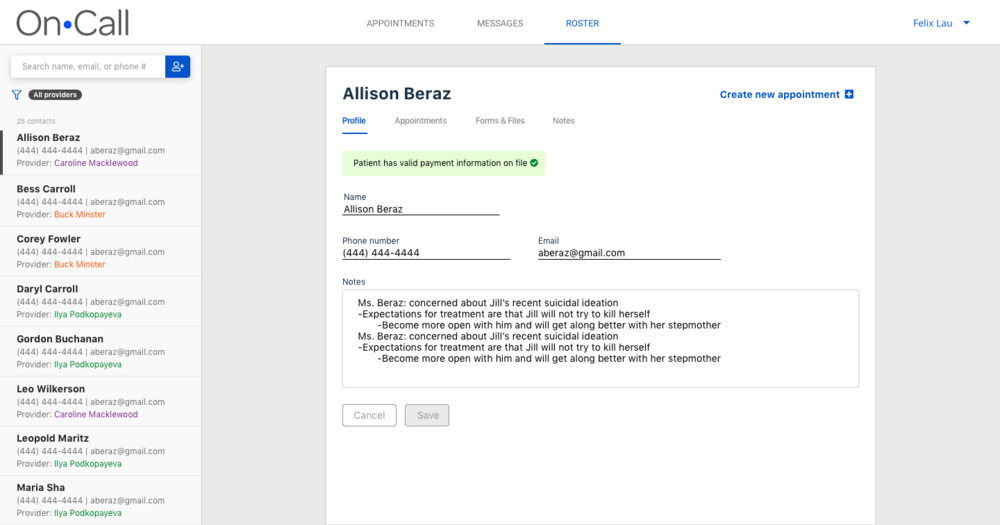 On•Call
APPOINTMENTS
MESSAGES
ROSTER
Felix Lau
Search name, email, or phone #
All providers
25 contacts
Allison Beraz
(444) 444-4444 | aberaz@gmail.com
Provider: Caroline Macklewood
Bess Carroll
(444) 444-4444 | aberaz@gmail.com
Provider: Buck Minster
Corey Fowler
(444) 444-4444 | aberaz@gmail.com
Provider: Buck Minster
Daryl Carroll
(444) 444-4444 | aberaz@gmail.com
Provider: Ilya Podkopayeva
Gordon Buchanan
(444) 444-4444 | aberaz@gmail.com
Provider: Ilya Podkopayeva
Leo Wilkerson
(444) 444-4444 | aberaz@gmail.com
Provider: Caroline Macklewood
Leopold Maritz
(444) 444-4444 | aberaz@gmail.com
Provider: Ilya Podkopayeva
Maria Sha
(444) 444-4444 | aberaz@gmail.com
Provider: Ilya Podkopayeva
Allison Beraz
Create new appointment
Profile
Appointments
Forms & Files
Notes
Patient has valid payment information on file
Name
Allison Beraz
Phone number
(444) 444-4444
Email
aberaz@gmail.com
Notes
Ms. Beraz: concerned about Jill's recent suicidal ideation
-Expectations for treatment are that Jill will not try to kill herself
-Become more open with him and will get along better with her stepmother
Ms. Beraz: concerned about Jill's recent suicidal ideation
-Expectations for treatment are that Jill will not try to kill herself
-Become more open with him and will get along better with her stepmother
Cancel
Save